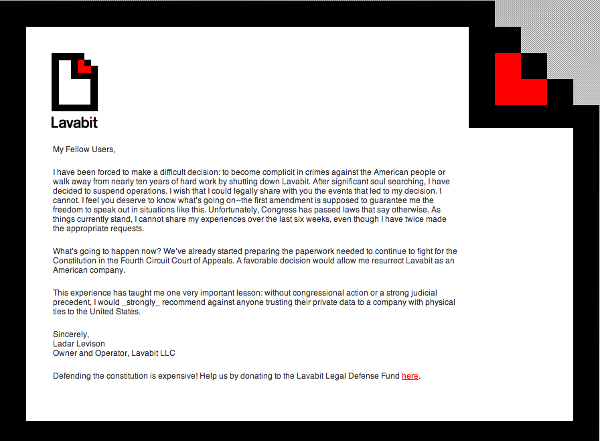 Lavabit
My Fellow Users,
I have been forced to make a difficult decision: to become complicit in crimes against the American people or
walk away from nearly ten years of hard work by shutting down Lavabit. After significant soul searching, I have
decided to suspend operations. I wish that I could legally share with you the events that led to my decision. I
cannot. I feel you deserve to know what's going on--the first amendment is supposed to guarantee me the
freedom to speak out in situations like this. Unfortunately, Congress has passed laws that say otherwise. As
things currently stand, I cannot share my experiences over the last six weeks, even though I have twice made
the appropriate requests.
What's going to happen now? We've already started preparing the paperwork needed to continue to fight for the
Constitution in the Fourth Circuit Court of Appeals. A favorable decision would allow me resurrect Lavabit as an
American company.
This experience has taught me one very important lesson: without congressional action or a strong judicial
precedent, I would _strongly_ recommend against anyone trusting their private data to a company with physical
ties to the United States.
Sincerely,
Ladar Levison
Owner and Operator, Lavabit LLC
Defending the constitution is expensive! Help us by donating to the Lavabit Legal Defense Fund here.